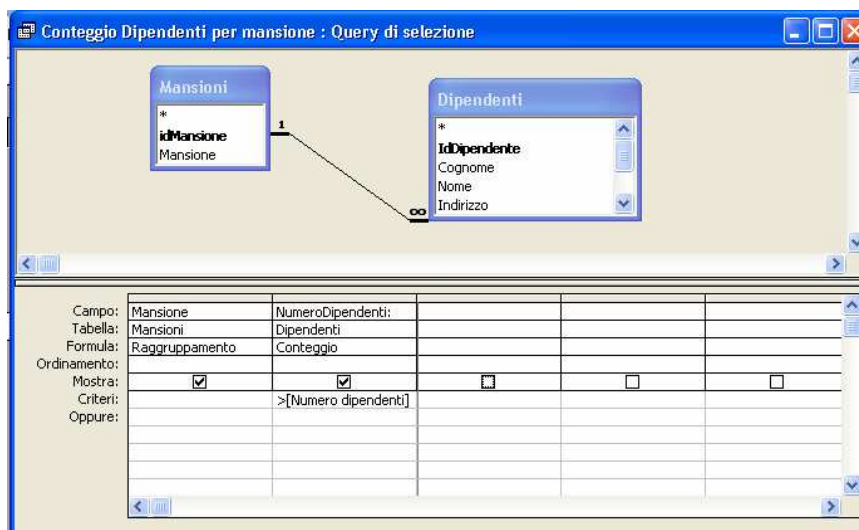 Conteggio Dipendenti per mansione : Query di selezione
Mansioni
*
idMansione
Mansione
1
∞
Dipendenti
*
IdDipendente
Cognome
Nome
Indirizzo
Campo: Mansione NumeroDipendenti:
Tabella: Mansioni Dipendenti
Formula: Raggruppamento Conteggio
Ordinamento:
Mostra:
Criteri: >[Numero dipendenti]
Oppure: